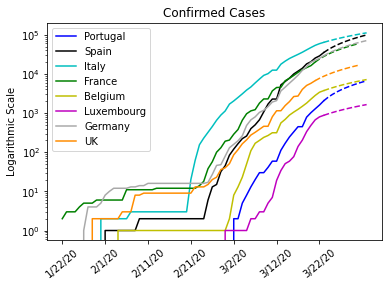 Confirmed Cases
Logarithmic Scale
10^5
10^4
10^3
10^2
10^1
10^0
Portugal
Spain
Italy
France
Belgium
Luxembourg
Germany
UK
1/22/20
2/1/20
2/11/20
2/21/20
3/2/20
3/12/20
3/22/20